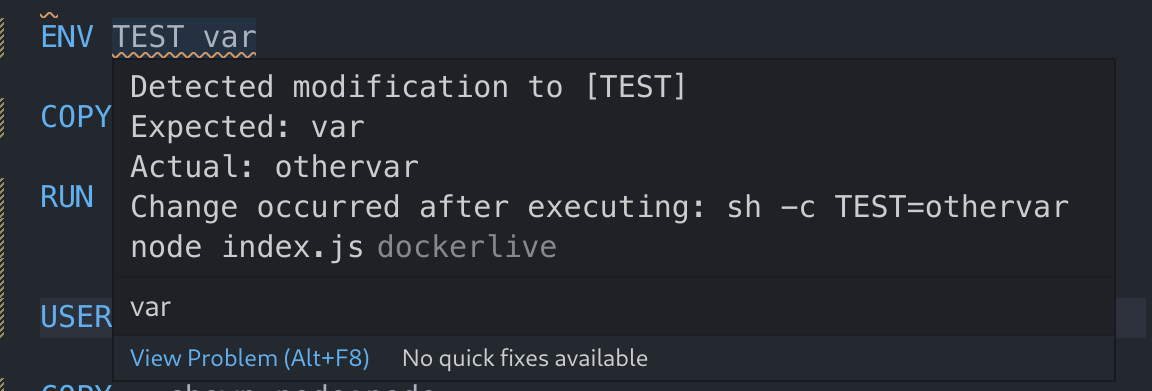 ENV TEST var
Detected modification to [TEST]
COPY
Expected: var
Actual: othervar
RUN
Change occurred after executing: sh -c TEST=othervar
node index.js dockerlive
var
USER
View Problem (Alt+F8) No quick fixes available
COPY